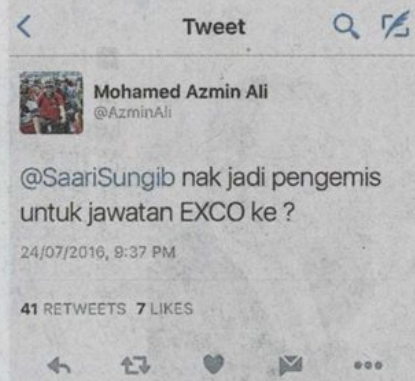 Tweet
Mohamed Azmin Ali
@AzminAli
@SaariSungib nak jadi pengemis
untuk jawatan EXCO ke ?
24/07/2016, 9:37 PM
41 RETWEETS 7 LIKES